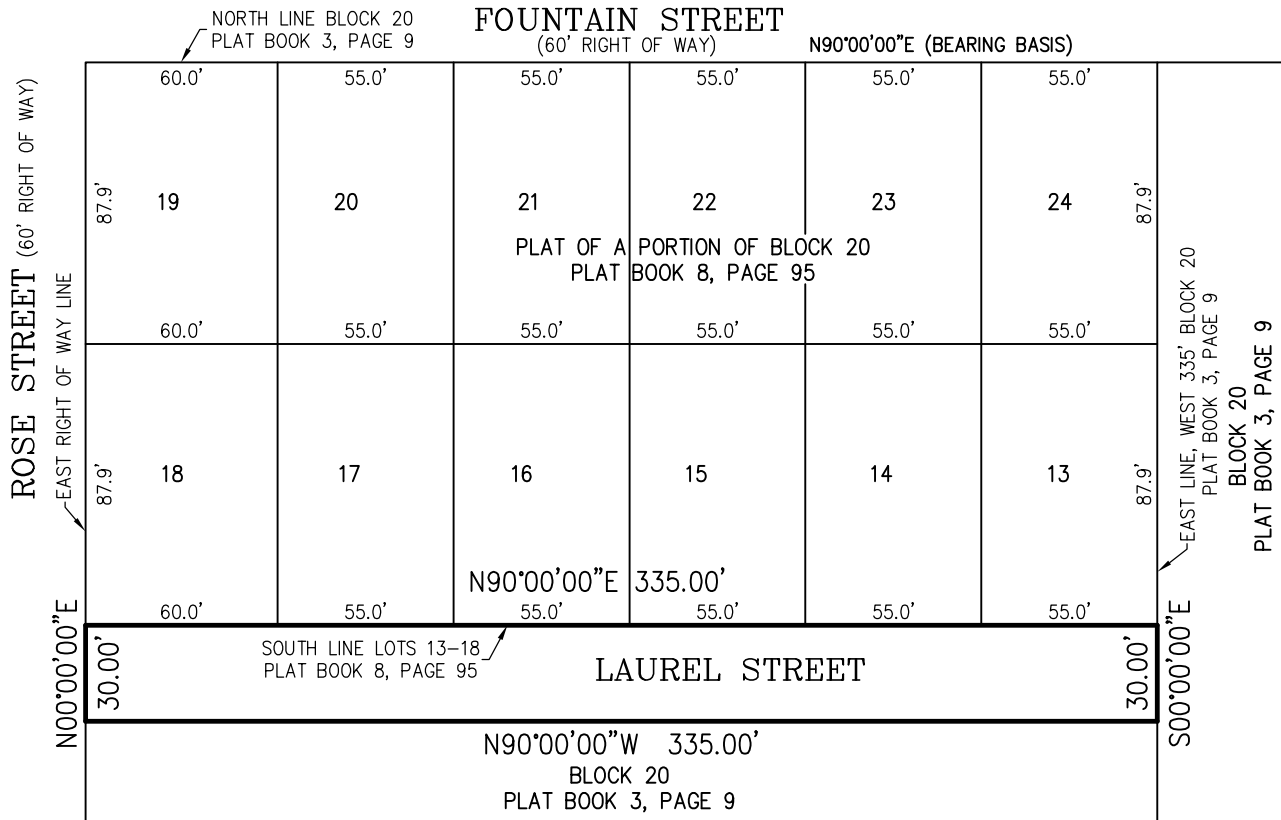 NORTH LINE BLOCK 20
PLAT BOOK 3, PAGE 9
FOUNTAIN STREET
(60' RIGHT OF WAY)
N90°00'00"E (BEARING BASIS)
60.0' 55.0' 55.0' 55.0' 55.0' 55.0'
ROSE STREET (60' RIGHT OF WAY)
EAST RIGHT OF WAY LINE
87.9' 19 20 21 22 23 24 87.9'
PLAT OF A PORTION OF BLOCK 20
PLAT BOOK 8, PAGE 95
60.0' 55.0' 55.0' 55.0' 55.0' 55.0'
87.9' 18 17 16 15 14 13 87.9'
EAST LINE, WEST 335' BLOCK 20
PLAT BOOK 3, PAGE 9
BLOCK 20
PLAT BOOK 3, PAGE 9
N90°00'00"E 335.00'
60.0' 55.0' 55.0' 55.0' 55.0' 55.0'
N00°00'00"E
30.00'
SOUTH LINE LOTS 13-18
PLAT BOOK 8, PAGE 95
LAUREL STREET
30.00'
S00°00'00"E
N90°00'00"W 335.00'
BLOCK 20
PLAT BOOK 3, PAGE 9